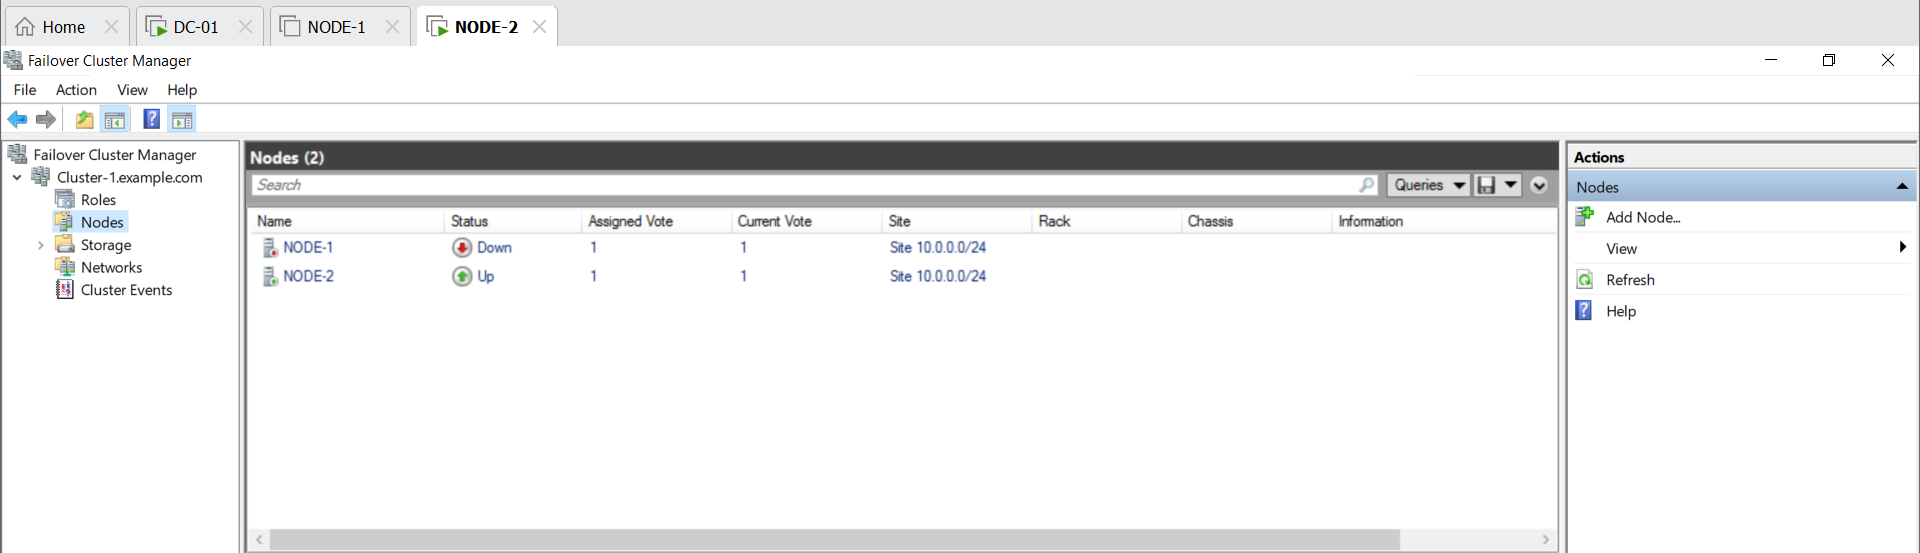 Home DC-01 NODE-1 NODE-2
Failover Cluster Manager
File Action View Help
Failover Cluster Manager
Cluster-1.example.com
Roles
Nodes
Storage
Networks
Cluster Events
Nodes (2)
Search Queries
Name Status Assigned Vote Current Vote Site Rack Chassis Information
NODE-1 Down 1 1 Site 10.0.0.0/24
NODE-2 Up 1 1 Site 10.0.0.0/24
Actions
Nodes
Add Node...
View
Refresh
Help